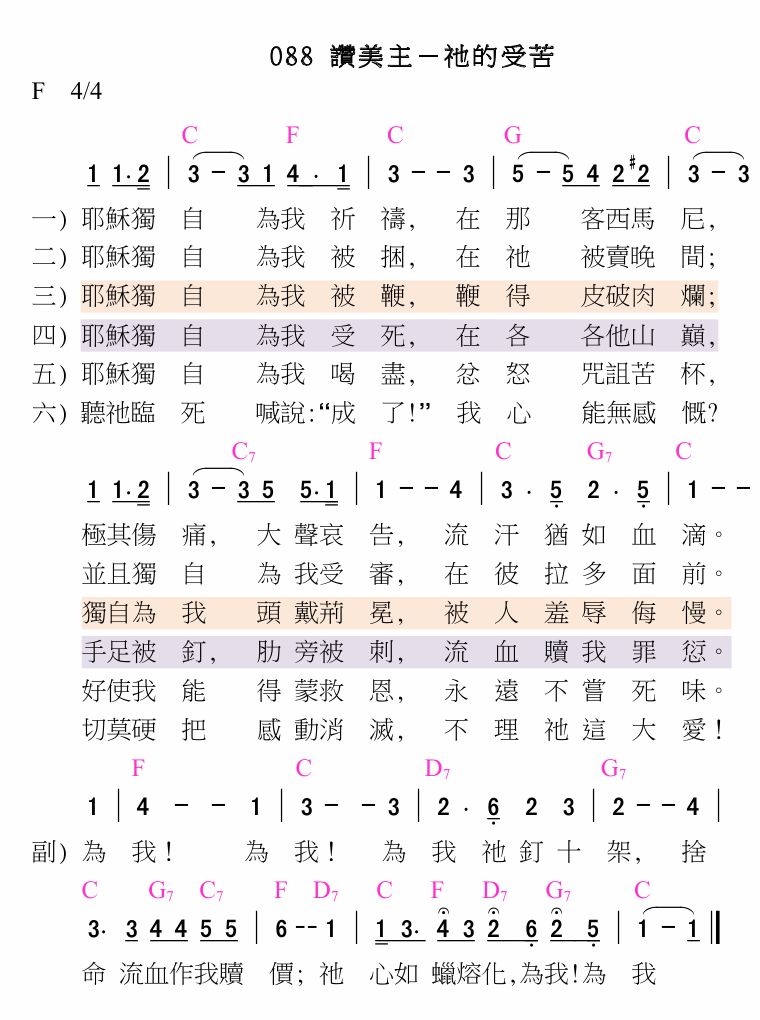 088 讚美主－祂的受苦
F 4/4
C F C G C
1 1·2 | 3 － 3 1 4 · 1 | 3 － － 3 | 5 － 5 4 2 #2 | 3 － 3
一) 耶穌獨 自 為我 祈 禱， 在 那 客西馬 尼，
二) 耶穌獨 自 為我 被 捆， 在 祂 被賣晚 間；
三) 耶穌獨 自 為我 被 鞭， 鞭 得 皮破肉 爛；
四) 耶穌獨 自 為我 受 死， 在 各 各他山 巔，
五) 耶穌獨 自 為我 喝 盡， 忿 怒 咒詛苦 杯，
六) 聽祂臨 死 喊說：“成 了！” 我 心 能無感 慨？
C7 F C G7 C
1 1·2 | 3 － 3 5 5·1 | 1 － － 4 | 3 · 5 2 · 5 | 1 － －
極其傷 痛， 大 聲哀 告， 流 汗 猶 如 血 滴。
並且獨 自 為 我受 審， 在 彼 拉 多 面 前。
獨自為 我 頭 戴荊 冕， 被 人 羞 辱 侮 慢。
手足被 釘， 肋 旁被 刺， 流 血 贖 我 罪 愆。
好使我 能 得 蒙救 恩， 永 遠 不 嘗 死 味。
切莫硬 把 感 動消 滅， 不 理 祂 這 大 愛！
F C D7 G7
1 | 4 － － 1 | 3 － － 3 | 2 · 6 2 3 | 2 － － 4 |
副) 為 我！ 為 我！ 為 我 祂 釘 十 架， 捨
C G7 C7 F D7 C F D7 G7 C
3· 3 4 4 5 5 | 6 －－ 1 | 1 3· 4 3 2 6 2 5 | 1 － 1 ‖
命 流血作我贖 價；祂 心如 蠟熔化，為我！為 我